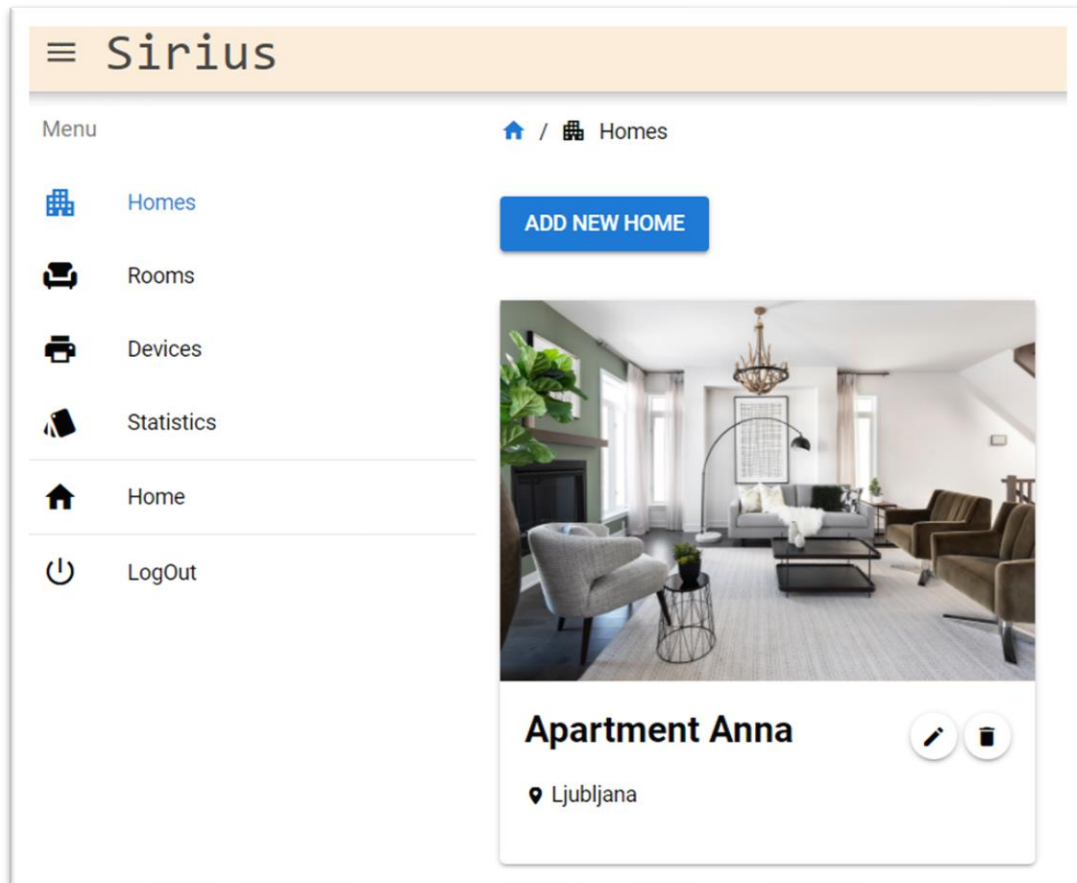 Sirius
Menu
Homes
Rooms
Devices
Statistics
Home
LogOut
/ Homes
ADD NEW HOME
Apartment Anna
Ljubljana